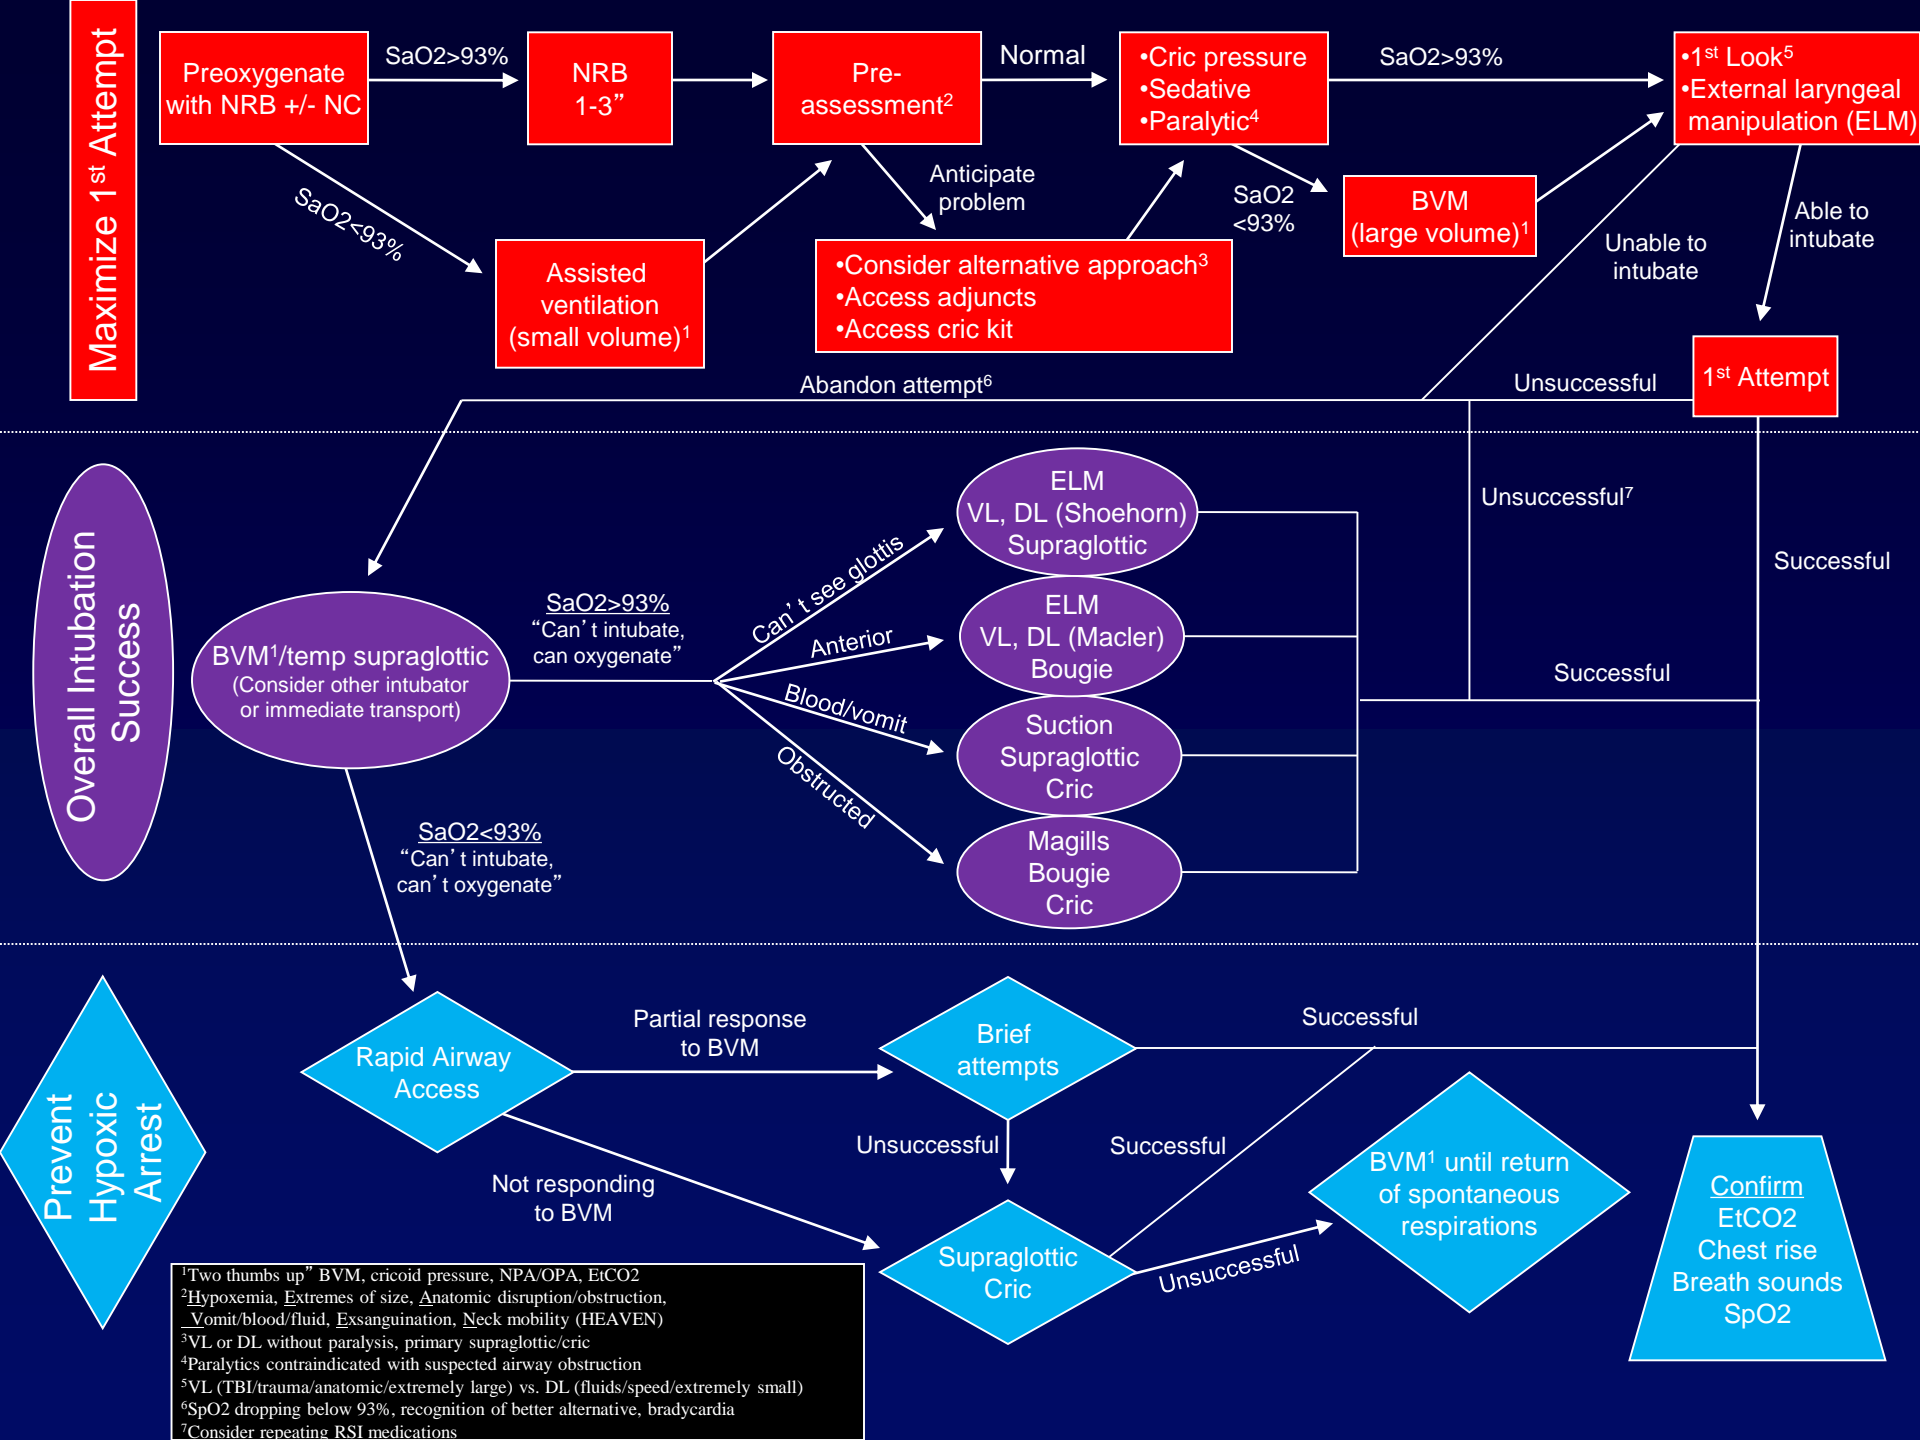 Maximize 1st Attempt
Preoxygenate
with NRB +/- NC
SaO2>93%
NRB
1-3”
Pre-
assessment2
Normal
•Cric pressure
•Sedative
•Paralytic4
SaO2>93%
•1st Look5
•External laryngeal
manipulation (ELM)
SaO2<93%
Assisted
ventilation
(small volume)1
Anticipate
problem
•Consider alternative approach3
•Access adjuncts
•Access cric kit
SaO2
<93%
BVM
(large volume)1
Unable to
intubate
Able to
intubate
Abandon attempt6
Unsuccessful
1st Attempt
Overall Intubation
Success
BVM1/temp supraglottic
(Consider other intubator
or immediate transport)
SaO2>93%
“Can’t intubate,
can oxygenate”
Can’t see glottis
Anterior
Blood/vomit
Obstructed
ELM
VL, DL (Shoehorn)
Supraglottic
ELM
VL, DL (Macler)
Bougie
Suction
Supraglottic
Cric
Magills
Bougie
Cric
Unsuccessful7
Successful
Successful
SaO2<93%
“Can’t intubate,
can’t oxygenate”
Prevent
Hypoxic
Arrest
Rapid Airway
Access
Partial response
to BVM
Brief
attempts
Successful
Not responding
to BVM
Unsuccessful
Successful
Supraglottic
Cric
Unsuccessful
BVM1 until return
of spontaneous
respirations
Confirm
EtCO2
Chest rise
Breath sounds
SpO2
1Two thumbs up” BVM, cricoid pressure, NPA/OPA, EtCO2
2Hypoxemia, Extremes of size, Anatomic disruption/obstruction,
Vomit/blood/fluid, Exsanguination, Neck mobility (HEAVEN)
3VL or DL without paralysis, primary supraglottic/cric
4Paralytics contraindicated with suspected airway obstruction
5VL (TBI/trauma/anatomic/extremely large) vs. DL (fluids/speed/extremely small)
6SpO2 dropping below 93%, recognition of better alternative, bradycardia
7Consider repeating RSI medications